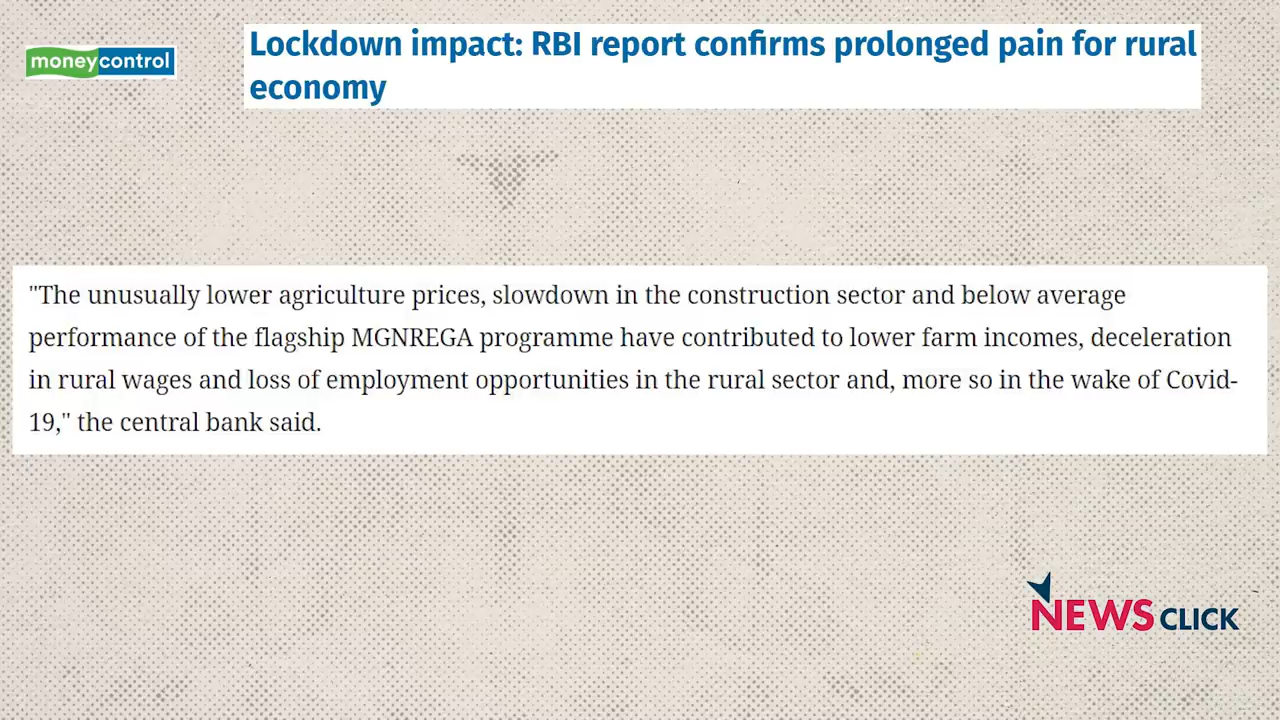 moneycontrol
Lockdown impact: RBI report confirms prolonged pain for rural
economy
"The unusually lower agriculture prices, slowdown in the construction sector and below average
performance of the flagship MGNREGA programme have contributed to lower farm incomes, deceleration
in rural wages and loss of employment opportunities in the rural sector and, more so in the wake of Covid-
19," the central bank said.
NEWS CLICK